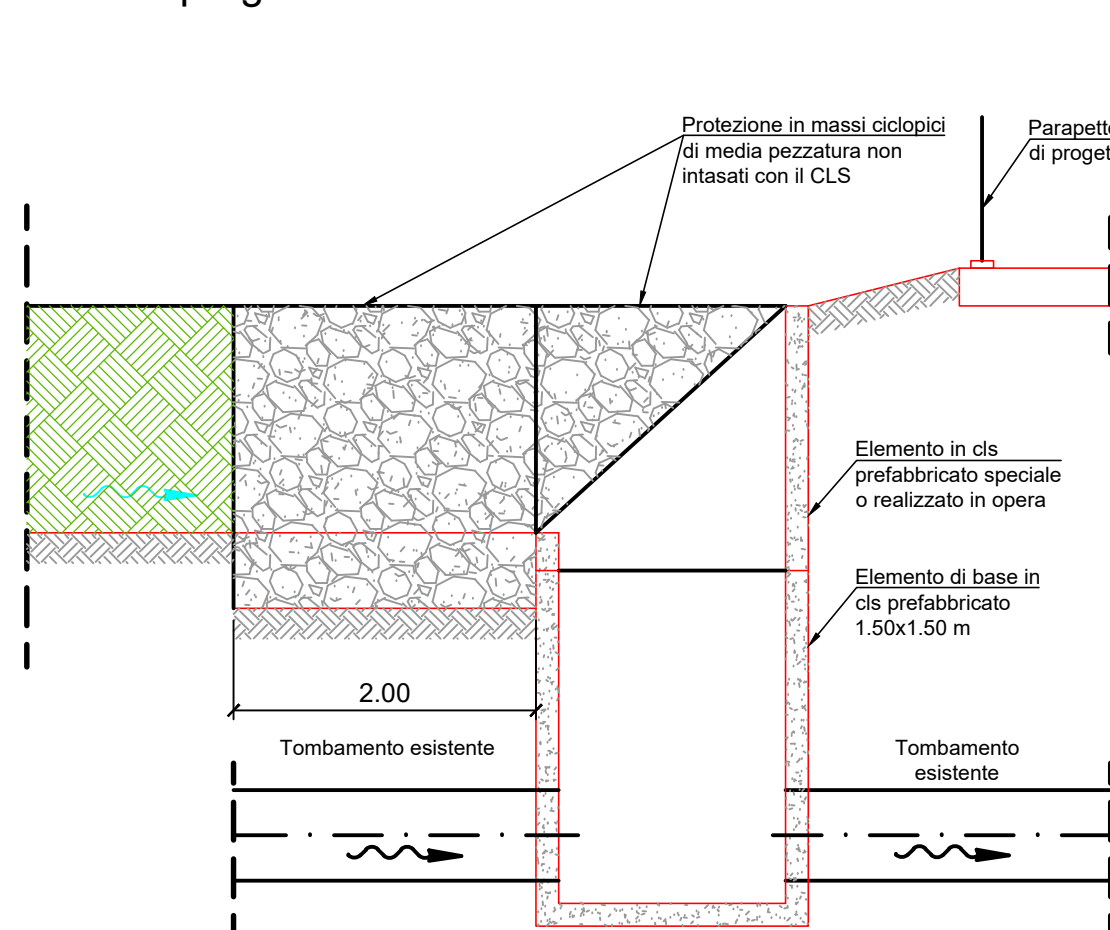 Protezione in massi ciclopici
di media pezzatura non
intasati con il CLS
Elemento in cls
prefabbricato speciale
o realizzato in opera
Elemento di base in
cls prefabbricato
1.50x1.50 m
2.00
Tombamento esistente
Tombamento
esistente